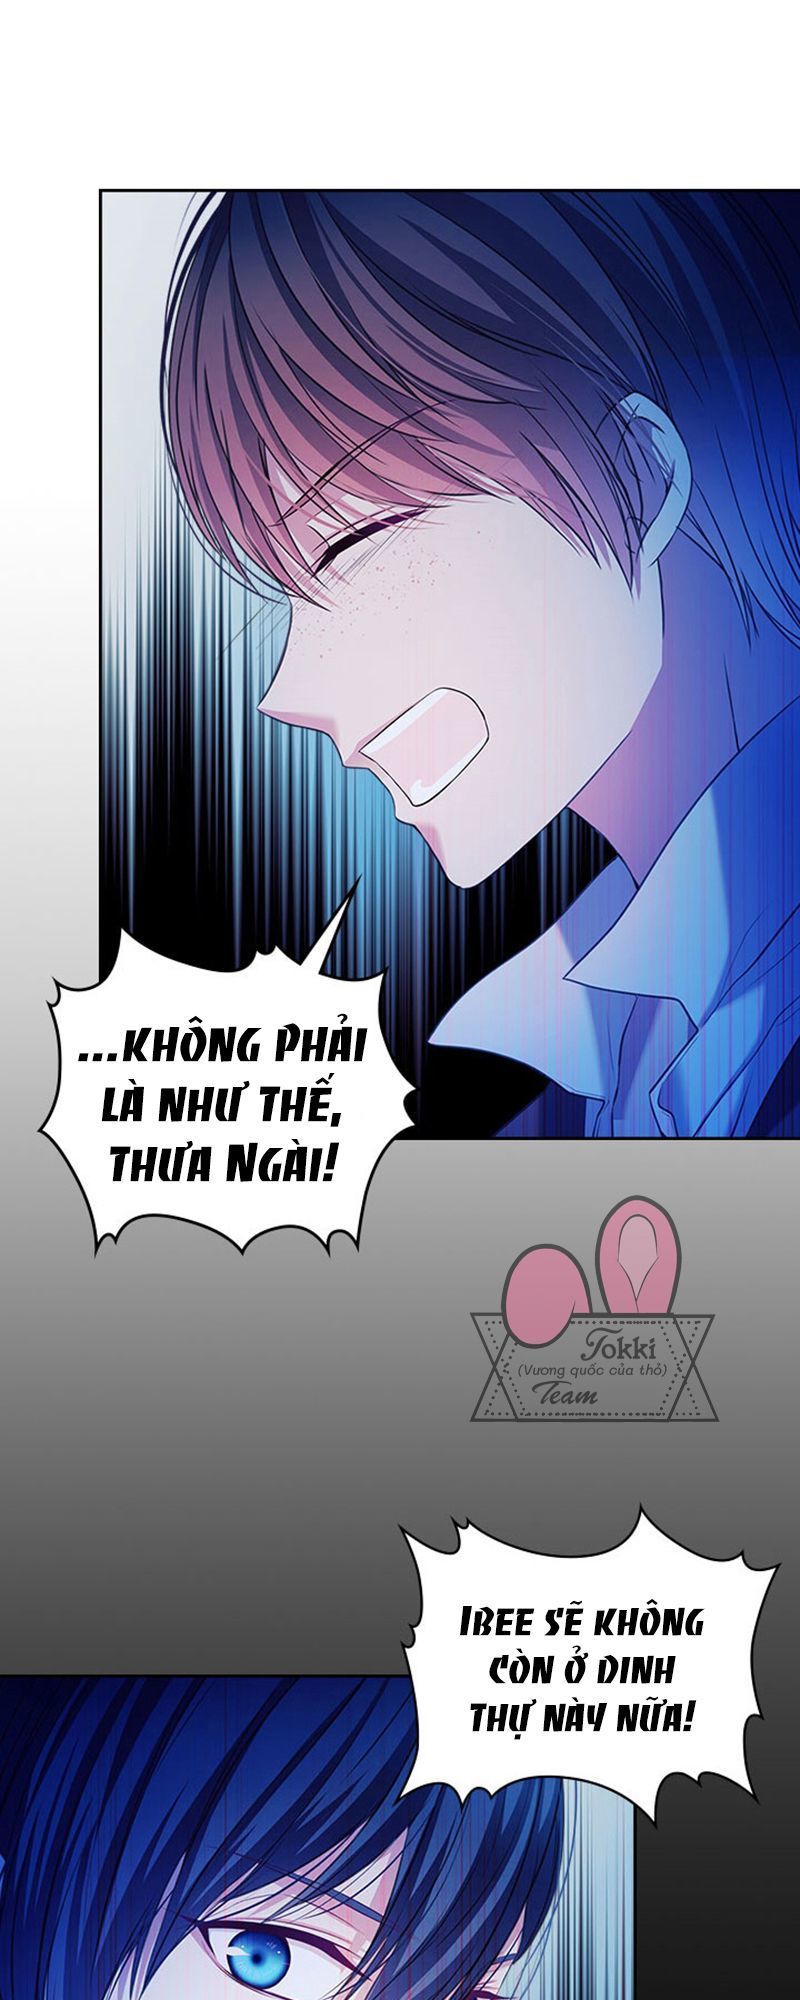 ...KHÔNG PHẢI
LÀ NHƯ THẾ,
THƯA NGÀI!
Tokki
(Vương quốc của thỏ)
Team
IBEE SẼ KHÔNG
CÒN Ở DINH
THỰ NÀY NỮA!